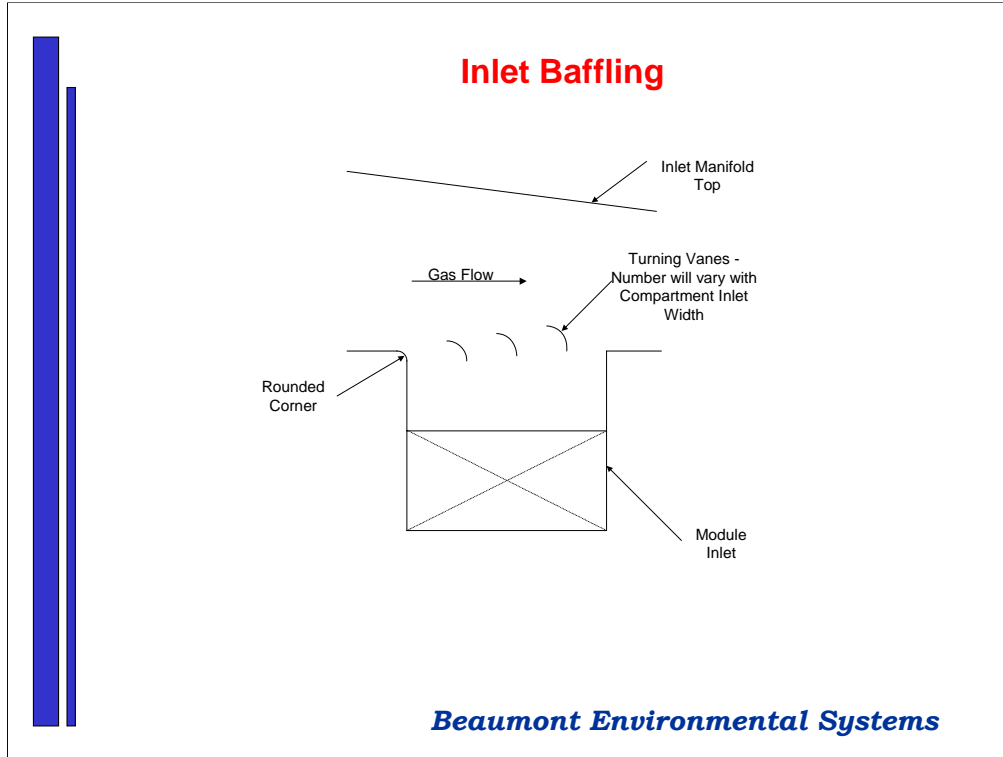 Inlet Baffling
Inlet Manifold
Top
Gas Flow
Turning Vanes -
Number will vary with
Compartment Inlet
Width
Rounded
Corner
Module
Inlet
Beaumont Environmental Systems